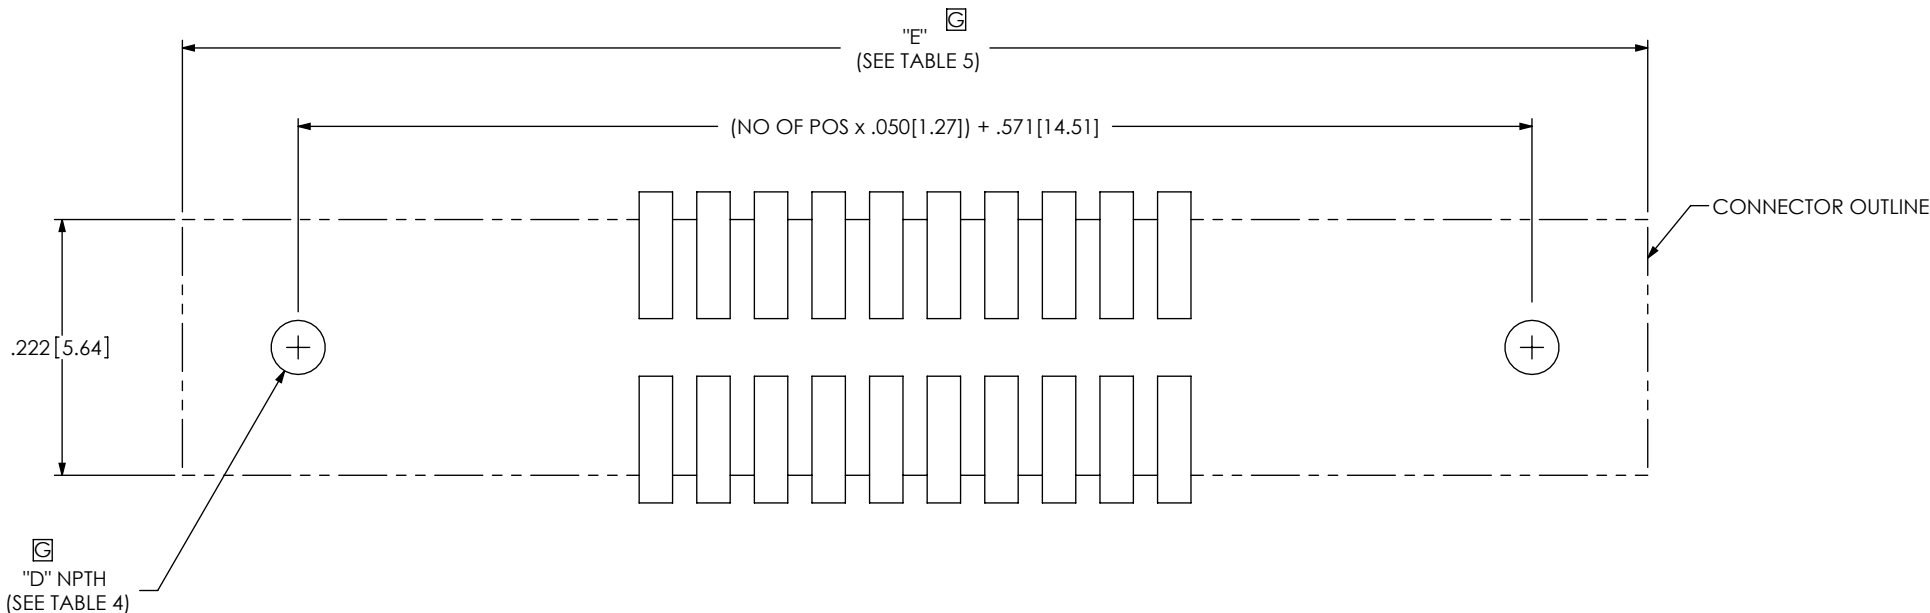 G
"E"
(SEE TABLE 5)
(NO OF POS x .050[1.27]) + .571[14.51]
CONNECTOR OUTLINE
.222[5.64]
G
"D" NPTH
(SEE TABLE 4)